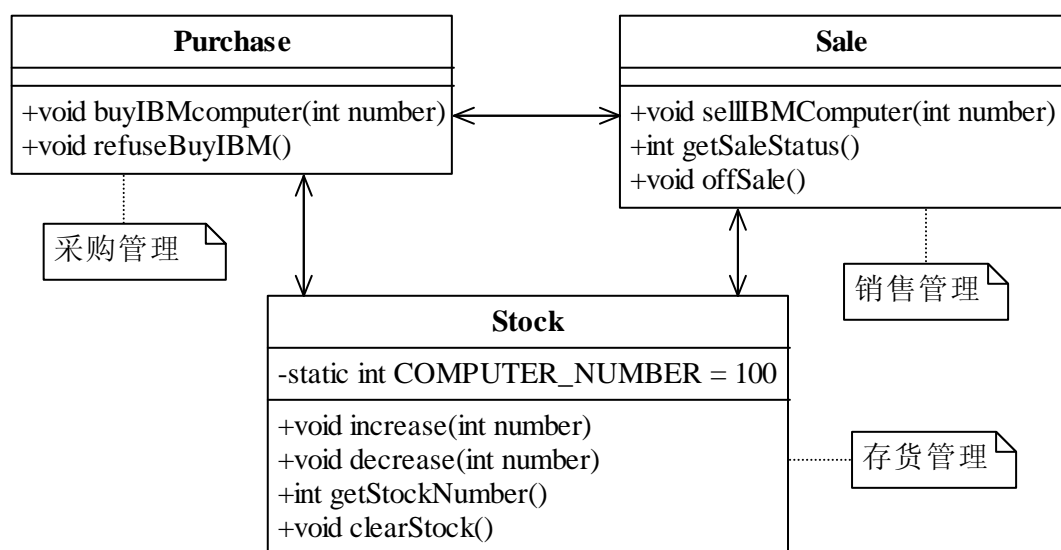 Purchase
+void buyIBMcomputer(int number)
+void refuseBuyIBM()
采购管理
Sale
+void sellIBMComputer(int number)
+int getSaleStatus()
+void offSale()
销售管理
Stock
-static int COMPUTER_NUMBER = 100
+void increase(int number)
+void decrease(int number)
+int getStockNumber()
+void clearStock()
存货管理